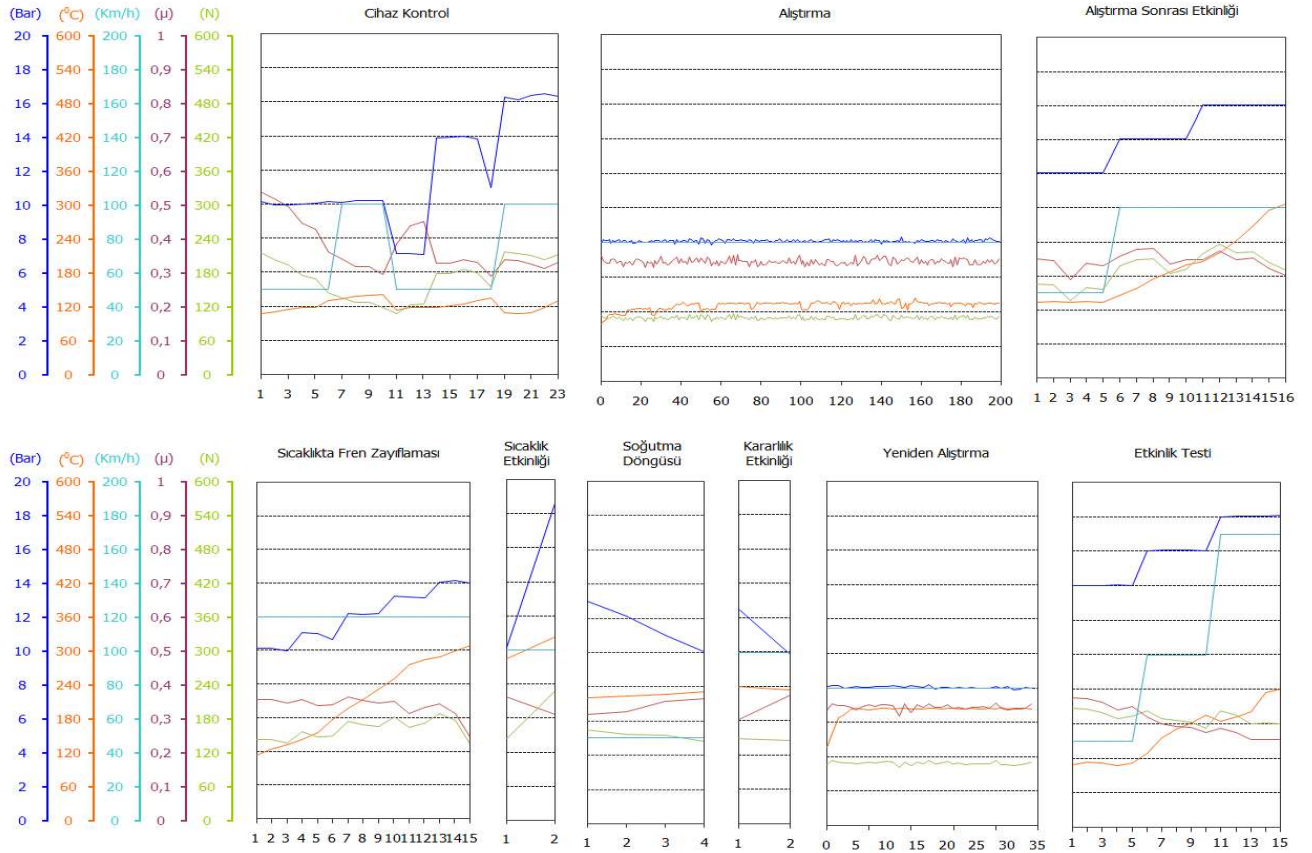 (Bar) (⁰C) (Km/h) (µ) (N) Cihaz Kontrol Alıştırma Alıştırma Sonrası Etkinliği
20 600 200 1 600
18 540 180 0,9 540
16 480 160 0,8 480
14 420 140 0,7 420
12 360 120 0,6 360
10 300 100 0,5 300
8 240 80 0,4 240
6 180 60 0,3 180
4 120 40 0,2 120
2 60 20 0,1 60
0 0 0 0 0
1 3 5 7 9 11 13 15 17 19 21 23 0 20 40 60 80 100 120 140 160 180 200 1 2 3 4 5 6 7 8 9 10 11 12 13 14 15 16
(Bar) (⁰C) (Km/h) (µ) (N) Sıcaklıkta Fren Zayıflaması Sıcaklık Etkinliği Soğutma Döngüsü Kararlılık Etkinliği Yeniden Alıştırma Etkinlik Testi
20 600 200 1 600
18 540 180 0,9 540
16 480 160 0,8 480
14 420 140 0,7 420
12 360 120 0,6 360
10 300 100 0,5 300
8 240 80 0,4 240
6 180 60 0,3 180
4 120 40 0,2 120
2 60 20 0,1 60
0 0 0 0 0
1 2 3 4 5 6 7 8 9 10 11 12 13 14 15 1 2 1 2 3 4 1 2 0 5 10 15 20 25 30 35 1 3 5 7 9 11 13 15